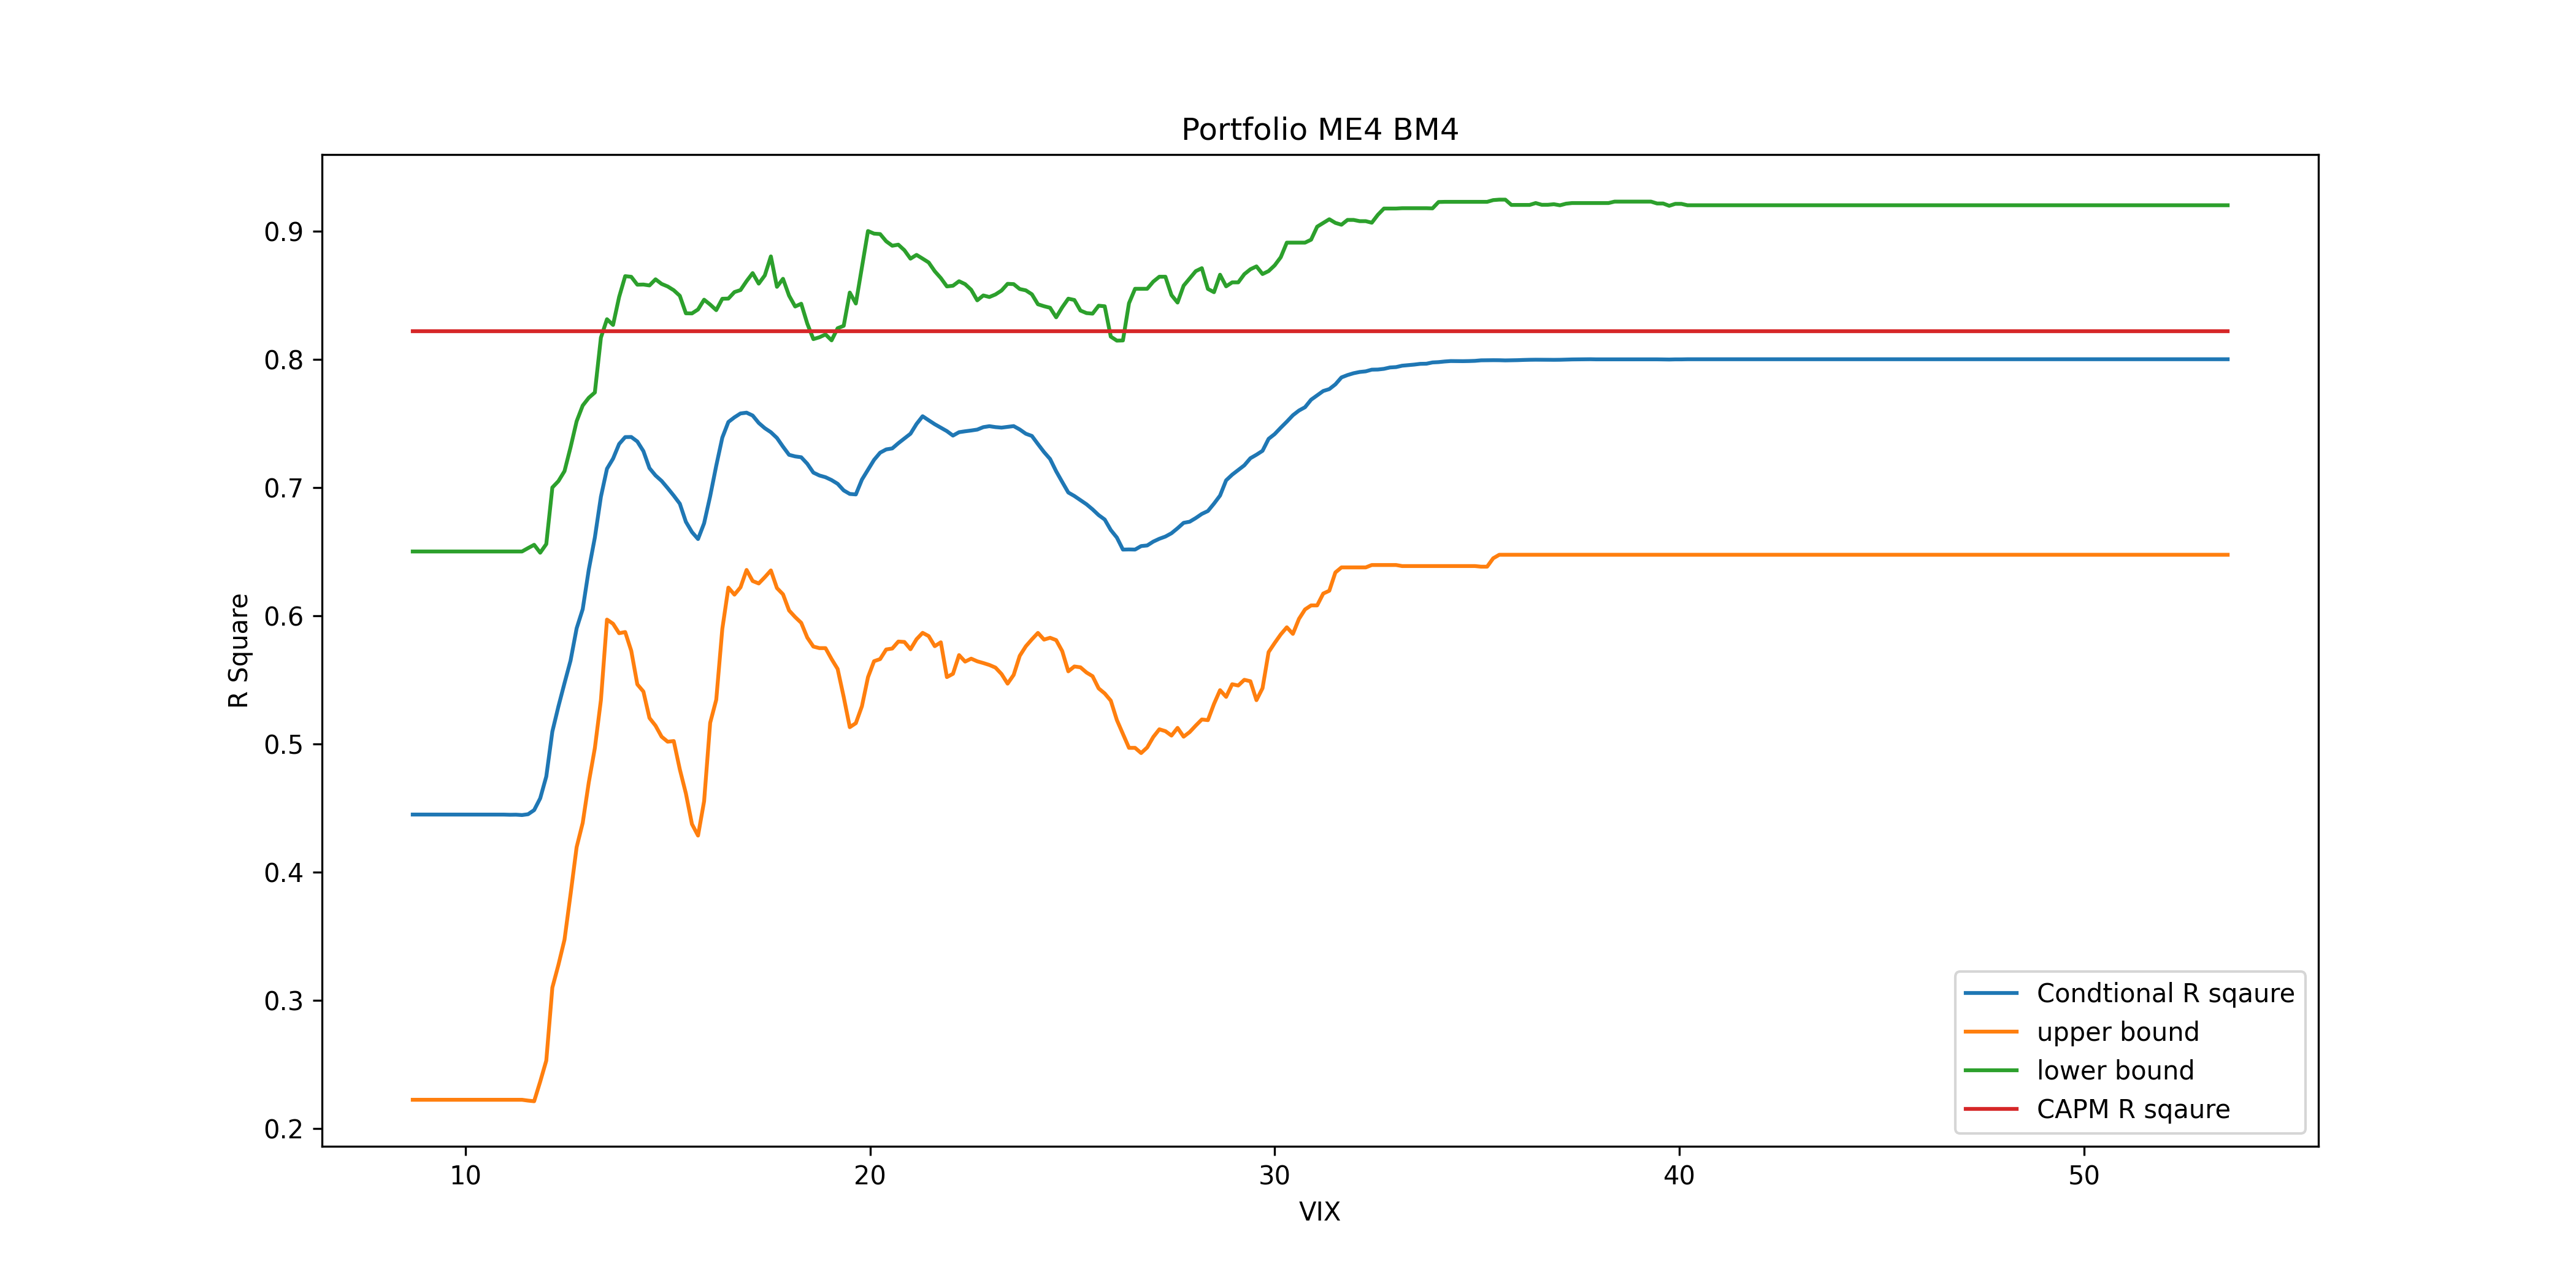 Portfolio ME4 BM4
0.9
0.8
0.7
0.6
0.5
0.4
0.3
0.2
R Square
10 20 30 40 50
VIX
Condtional R sqaure
upper bound
lower bound
CAPM R sqaure